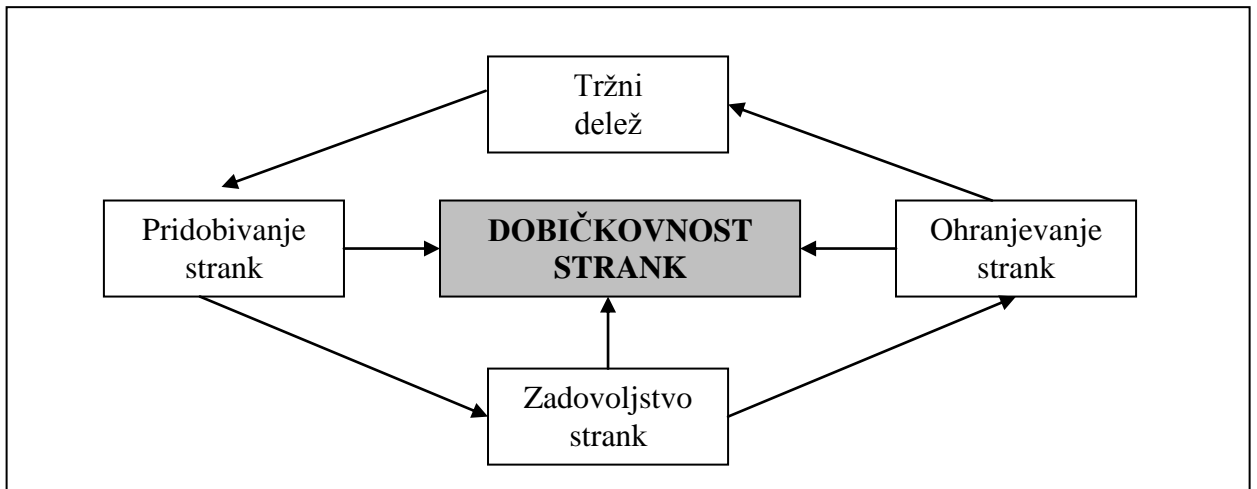 Tržni
delež
Pridobivanje
strank
DOBIČKOVNOST
STRANK
Ohranjevanje
strank
Zadovoljstvo
strank